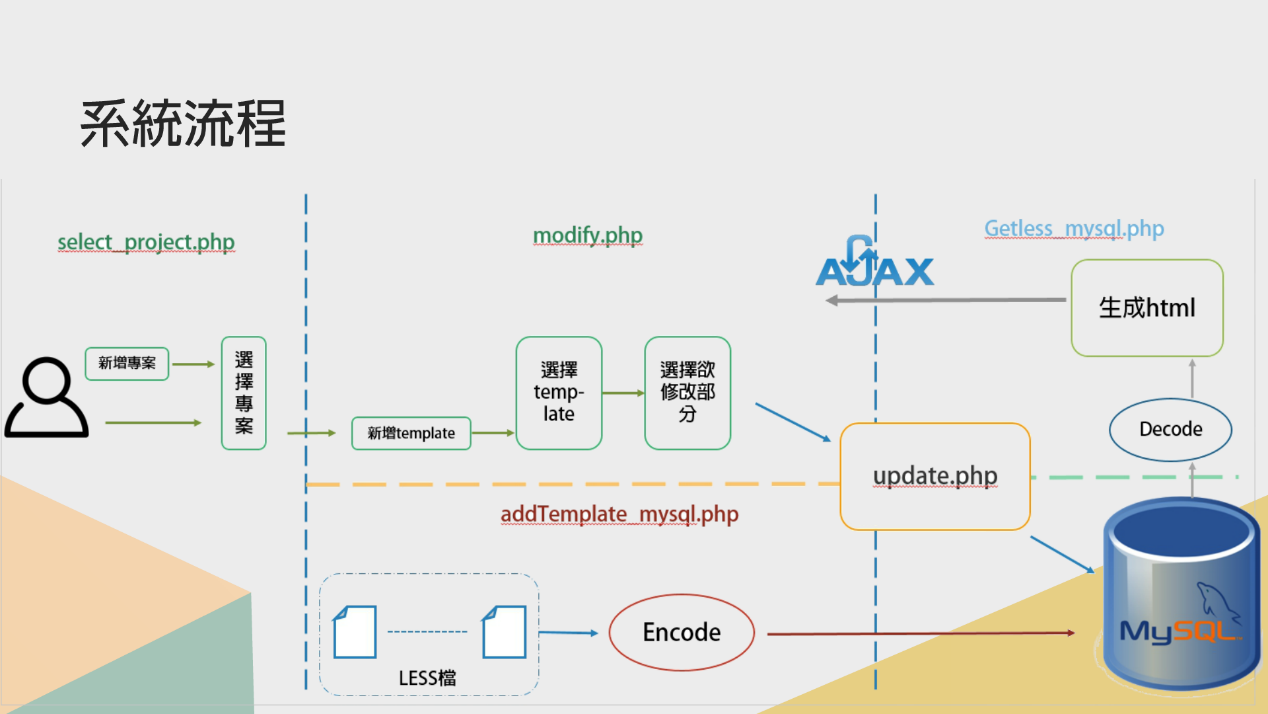 系統流程
select_project.php
modify.php
Getless_mysql.php
AJAX
生成html
新增專案
選
擇
專
案
選擇
temp-
late
選擇欲
修改部
分
新增template
Decode
update.php
addTemplate_mysql.php
Encode
LESS檔
MySQL